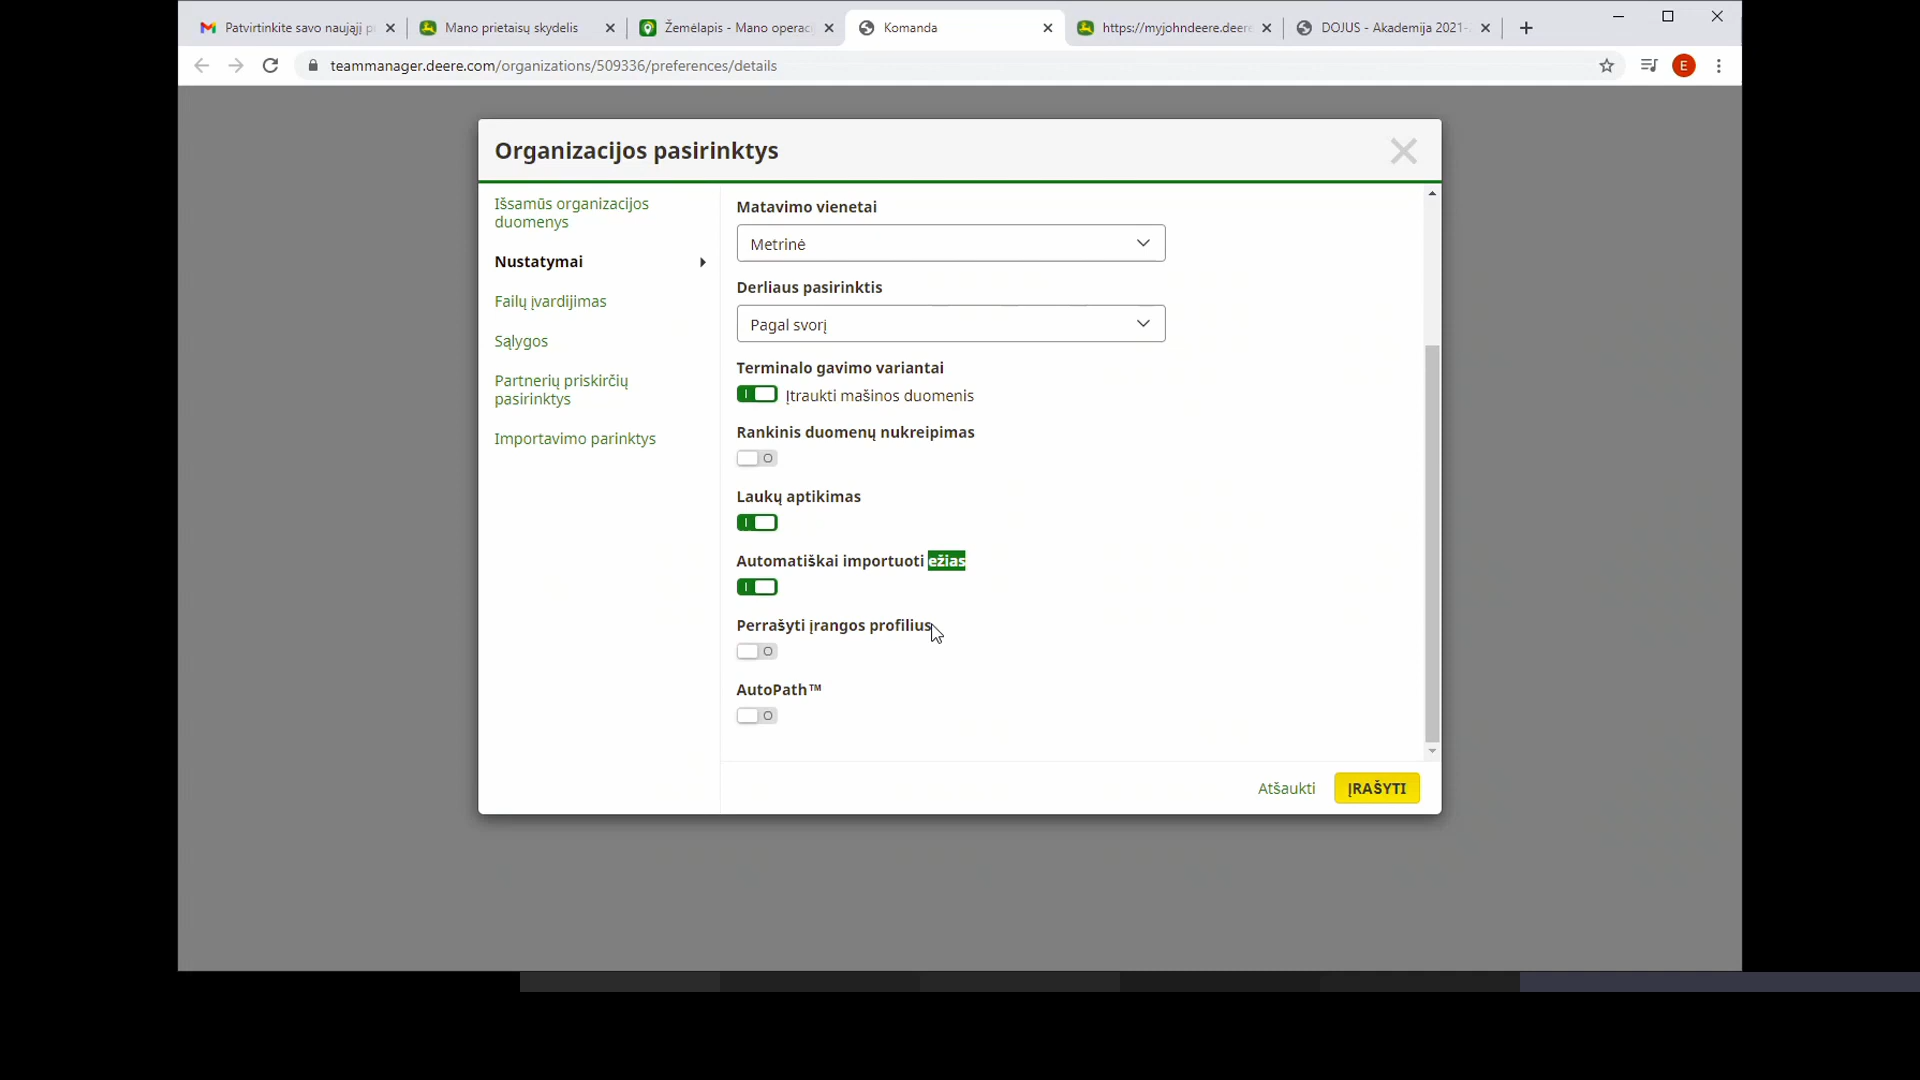 Patvirtinkite savo naująjį p
Mano prietaisų skydelis
Žemėlapis - Mano operaci
Komanda
https://myjohndeere.deere
DOJUS - Akademija 2021-
teammanager.deere.com/organizations/509336/preferences/details
E
Organizacijos pasirinktys
Išsamūs organizacijos
duomenys
Nustatymai
Failų įvardijimas
Sąlygos
Partnerių priskirčių
pasirinktys
Importavimo parinktys
Matavimo vienetai
Metrinė
Derliaus pasirinktis
Pagal svorį
Terminalo gavimo variantai
Įtraukti mašinos duomenis
Rankinis duomenų nukreipimas
Laukų aptikimas
Automatiškai importuoti ežias
Perrašyti įrangos profilius
AutoPath™
Atšaukti
ĮRAŠYTI